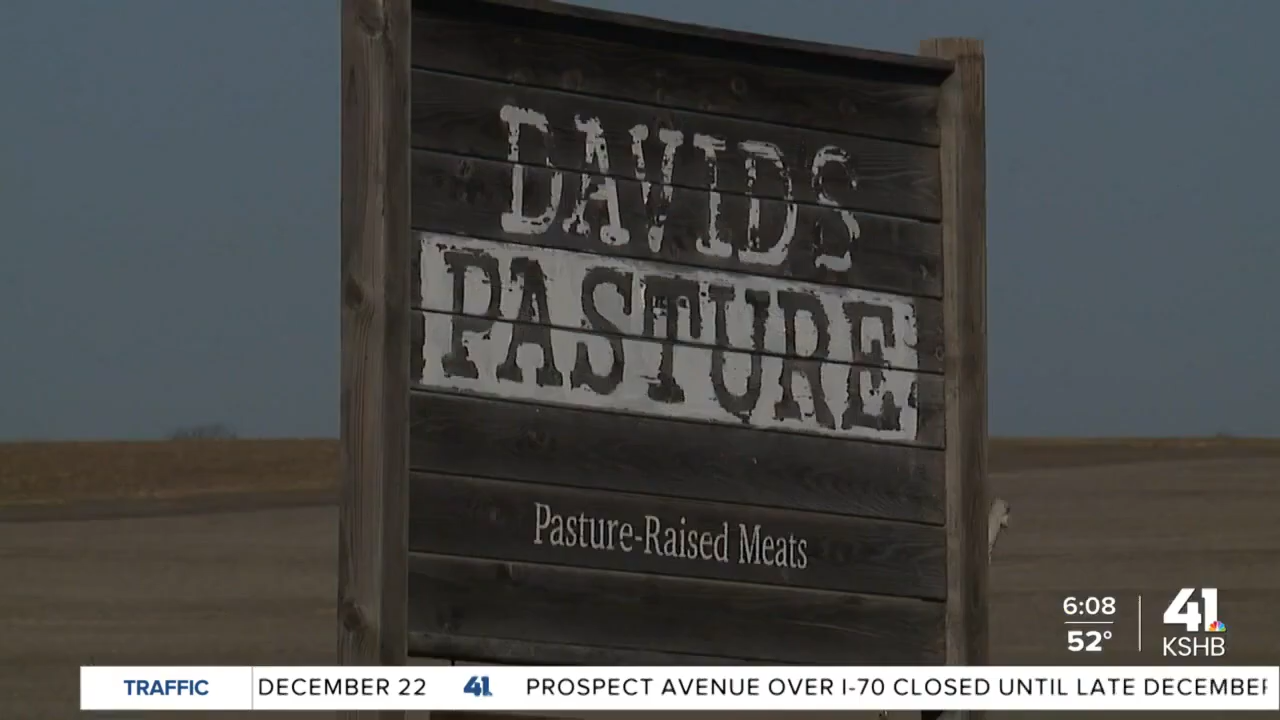 DAVIDS
PASTURE
Pasture-Raised Meats
6:08
52°
41
KSHB
TRAFFIC
DECEMBER 22 41 PROSPECT AVENUE OVER I-70 CLOSED UNTIL LATE DECEMBER